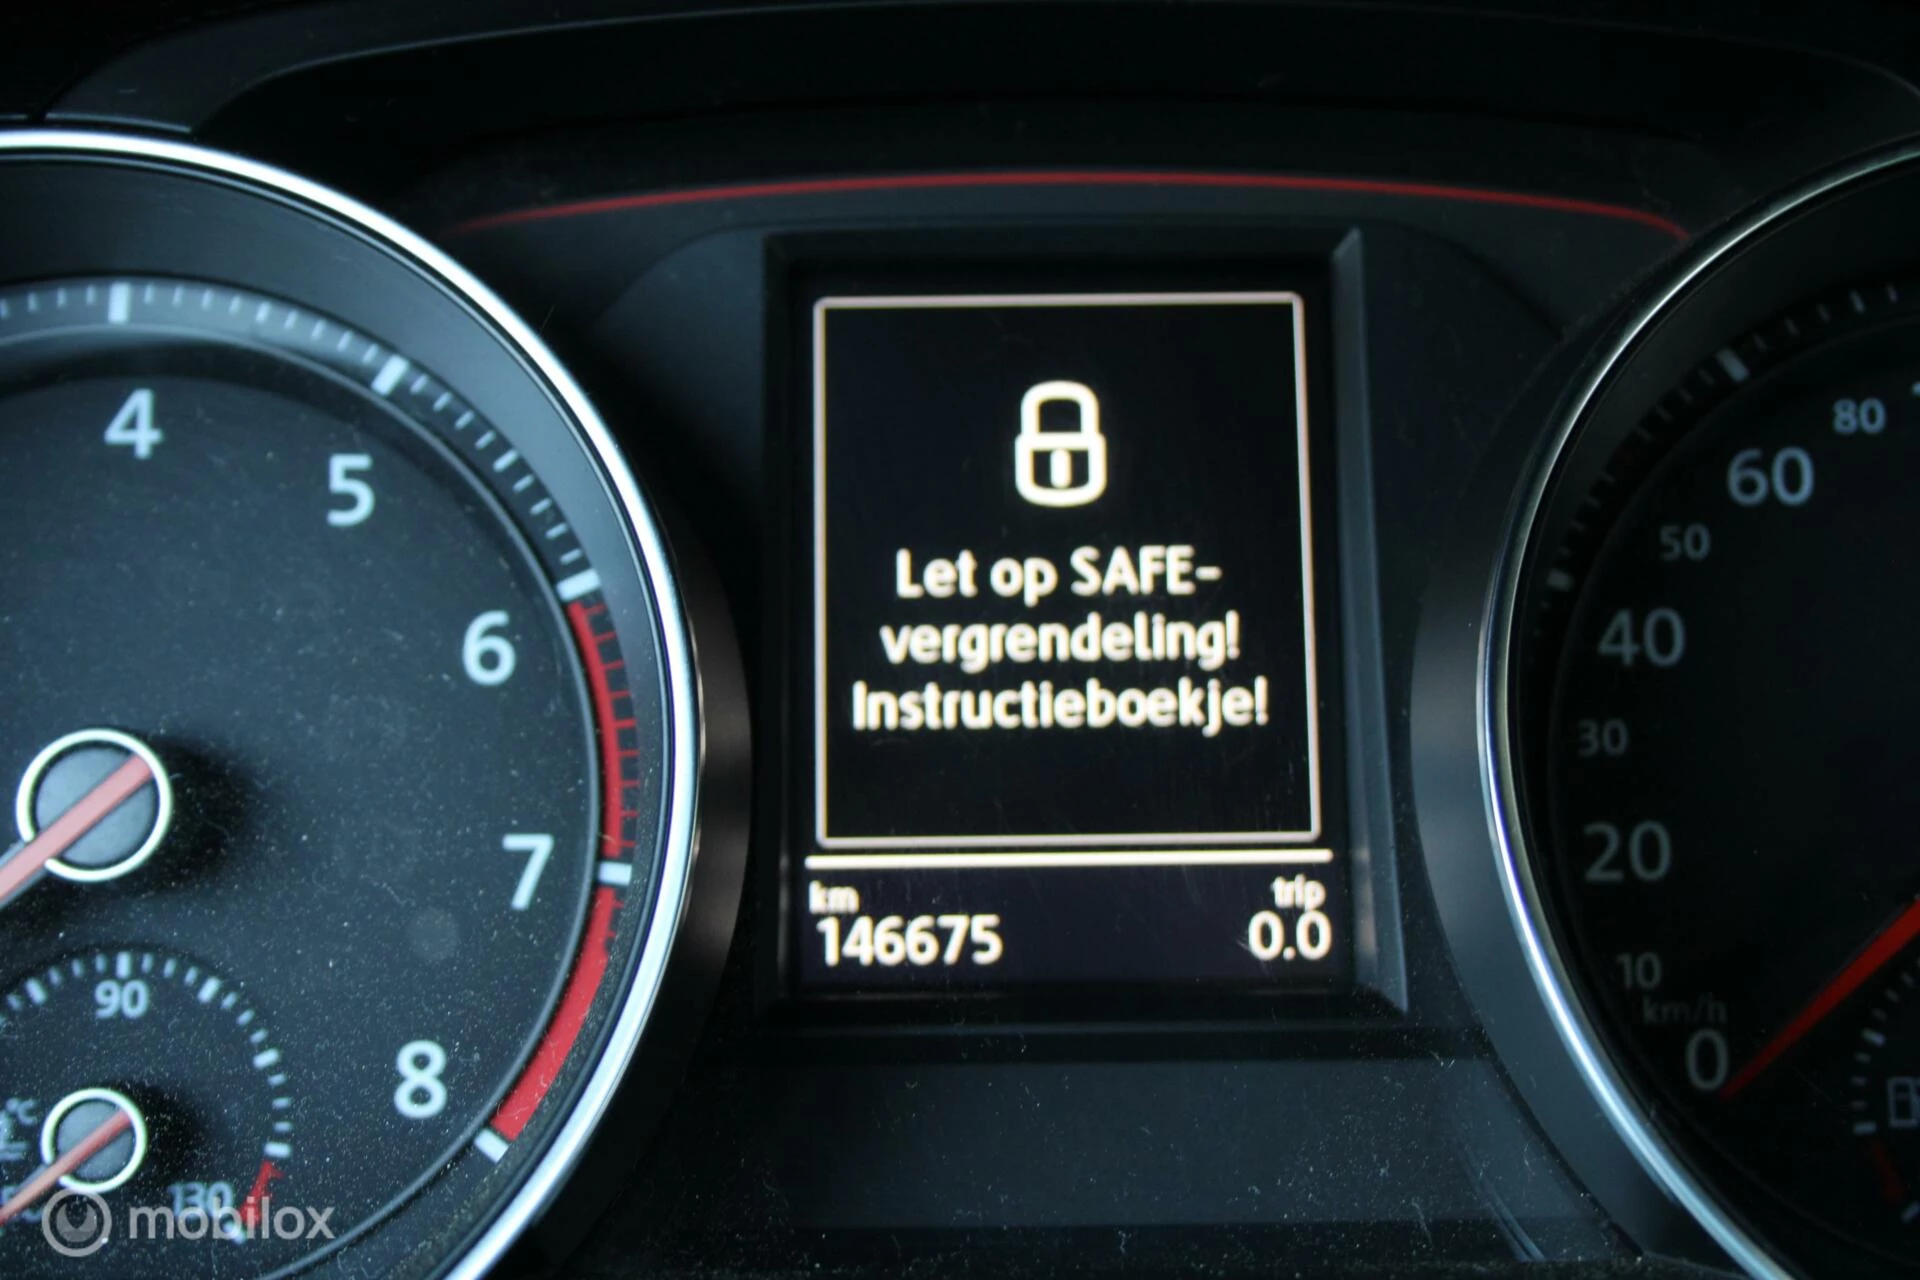 4
5
6
7
8
90
130
°C
Let op SAFE-
vergrendeling!
Instructieboekje!
km
146675
trip
0.0
80
60
50
40
30
20
10
km/h
0
mobilox